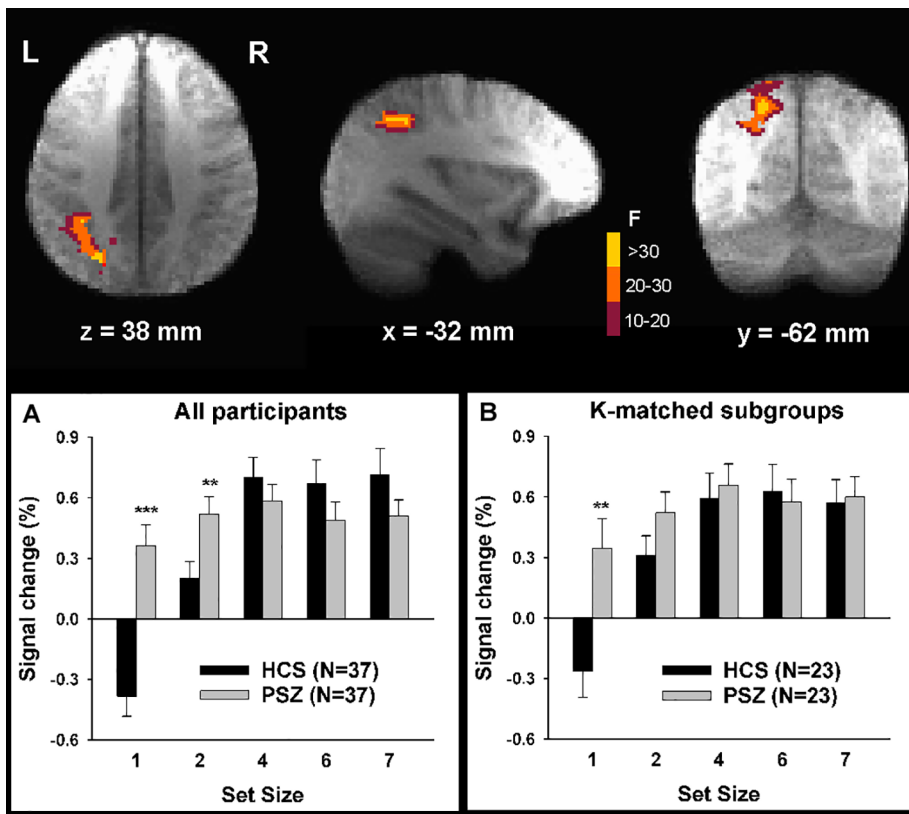 L R
F
>30
20-30
10-20
z = 38 mm
x = -32 mm
y = -62 mm
A All participants
Signal change (%)
0.9
0.6
0.3
0.0
-0.3
-0.6
***
**
HCS (N=37)
PSZ (N=37)
1 2 4 6 7
Set Size
B K-matched subgroups
Signal change (%)
0.9
0.6
0.3
0.0
-0.3
-0.6
**
HCS (N=23)
PSZ (N=23)
1 2 4 6 7
Set Size